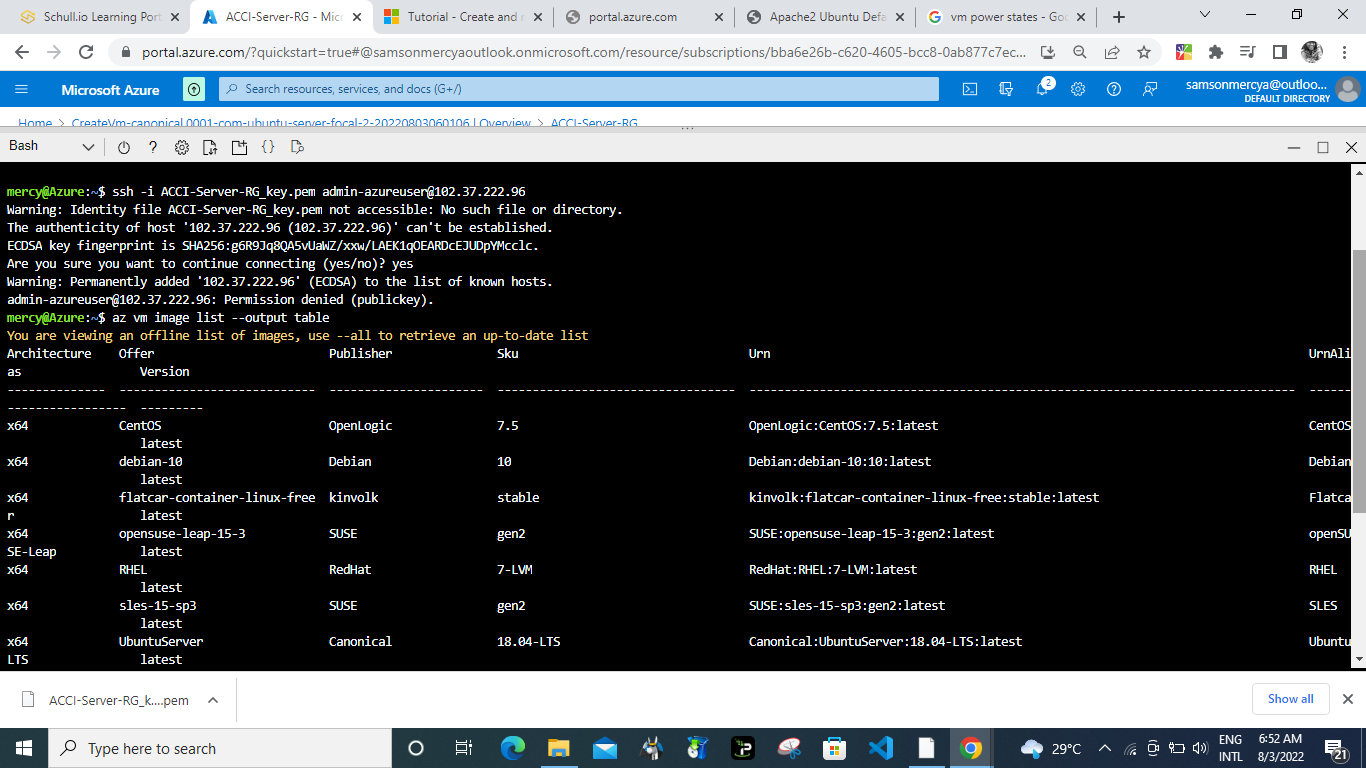 Schull.io Learning Port
ACCI-Server-RG - Micr
Tutorial - Create and m
portal.azure.com
Apache2 Ubuntu Defa
vm power states - Goo
portal.azure.com/?quickstart=true#@samsonmercyaoutlook.onmicrosoft.com/resource/subscriptions/bba6e26b-c620-4605-bcc8-0ab877c7ec...
Microsoft Azure
Search resources, services, and docs (G+/)
2
samsonmercya@outloo...
DEFAULT DIRECTORY
Home > CreateVm-canonical.0001-com-ubuntu-server-focal-2-20220803060106 | Overview > ACCI-Server-RG
Bash
mercy@Azure:~$ ssh -i ACCI-Server-RG_key.pem admin-azureuser@102.37.222.96
Warning: Identity file ACCI-Server-RG_key.pem not accessible: No such file or directory.
The authenticity of host '102.37.222.96 (102.37.222.96)' can't be established.
ECDSA key fingerprint is SHA256:g6R9Jq8QA5vUaWZ/xxw/LAEK1qOEARDcEJUDpYMcclc.
Are you sure you want to continue connecting (yes/no)? yes
Warning: Permanently added '102.37.222.96' (ECDSA) to the list of known hosts.
admin-azureuser@102.37.222.96: Permission denied (publickey).
mercy@Azure:~$ az vm image list --output table
You are viewing an offline list of images, use --all to retrieve an up-to-date list
Architecture Offer Publisher Sku Urn UrnAli
as Version
-------------- ---------------------------- ---------------------- ---------------------------------- ------------------------------------------------------------------------------ ------
----------------- ---------
x64 CentOS OpenLogic 7.5 OpenLogic:CentOS:7.5:latest CentOS
latest
x64 debian-10 Debian 10 Debian:debian-10:10:latest Debian
latest
x64 flatcar-container-linux-free kinvolk stable kinvolk:flatcar-container-linux-free:stable:latest Flatca
r latest
x64 opensuse-leap-15-3 SUSE gen2 SUSE:opensuse-leap-15-3:gen2:latest openSU
SE-Leap latest
x64 RHEL RedHat 7-LVM RedHat:RHEL:7-LVM:latest RHEL
latest
x64 sles-15-sp3 SUSE gen2 SUSE:sles-15-sp3:gen2:latest SLES
latest
x64 UbuntuServer Canonical 18.04-LTS Canonical:UbuntuServer:18.04-LTS:latest Ubuntu
LTS latest
ACCI-Server-RG_k....pem
Show all
Type here to search
29°C
ENG
INTL
6:52 AM
8/3/2022
21